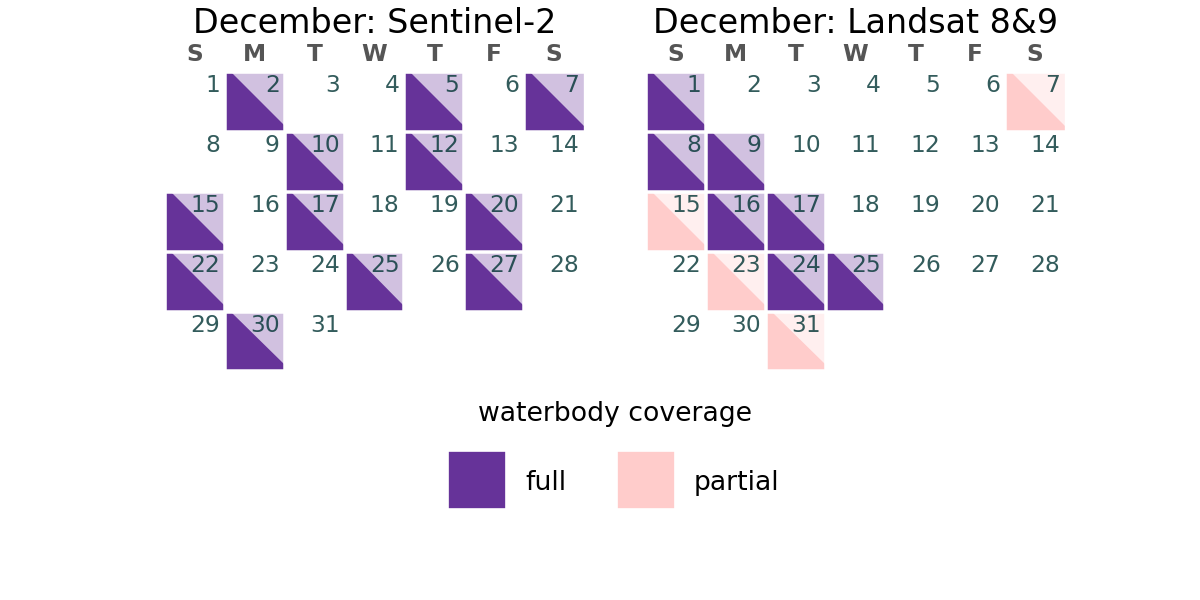 December: Sentinel-2
S M T W T F S
1 2 3 4 5 6 7
8 9 10 11 12 13 14
15 16 17 18 19 20 21
22 23 24 25 26 27 28
29 30 31
December: Landsat 8&9
S M T W T F S
1 2 3 4 5 6 7
8 9 10 11 12 13 14
15 16 17 18 19 20 21
22 23 24 25 26 27 28
29 30 31
waterbody coverage
full partial